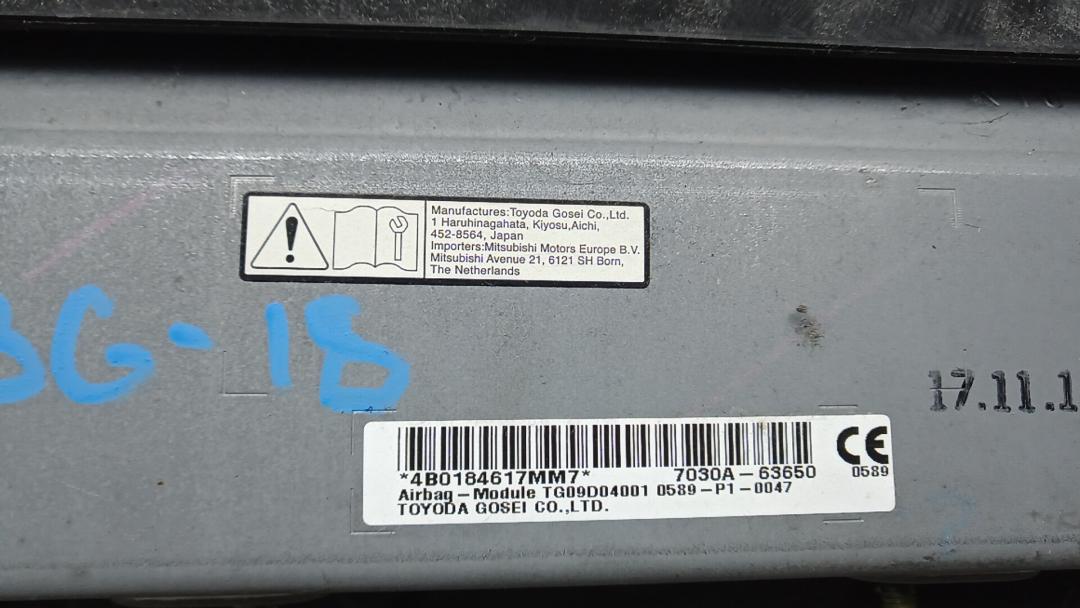 Manufactures:Toyoda Gosei Co.,Ltd.
1 Haruhinagahata, Kiyosu,Aichi,
452-8564, Japan
Importers:Mitsubishi Motors Europe B.V.
Mitsubishi Avenue 21, 6121 SH Born,
The Netherlands
BG-18
17.11.1
*4B0184617MM7* 7030A-63650
CE
0589
Airbag-Module TG09D04001 0589-P1-0047
TOYODA GOSEI CO.,LTD.